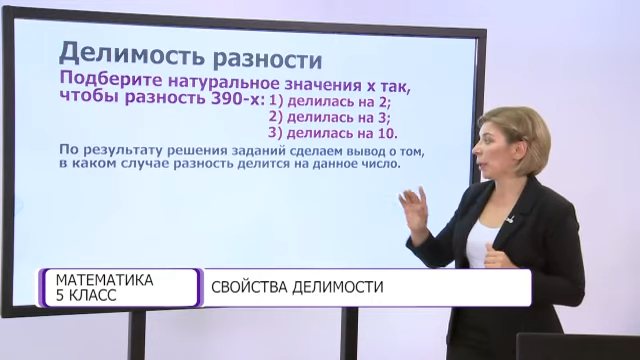 Делимость разности
Подберите натуральное значения х так,
чтобы разность 390-х: 1) делилась на 2;
2) делилась на 3;
3) делилась на 10.
По результату решения заданий сделаем вывод о том,
в каком случае разность делится на данное число.
МАТЕМАТИКА
5 КЛАСС
СВОЙСТВА ДЕЛИМОСТИ